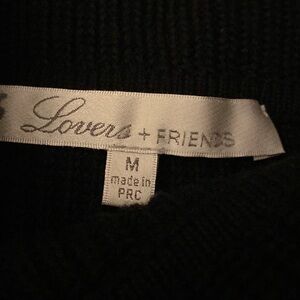 Lovers + FRIENDS
M
made in
PRC